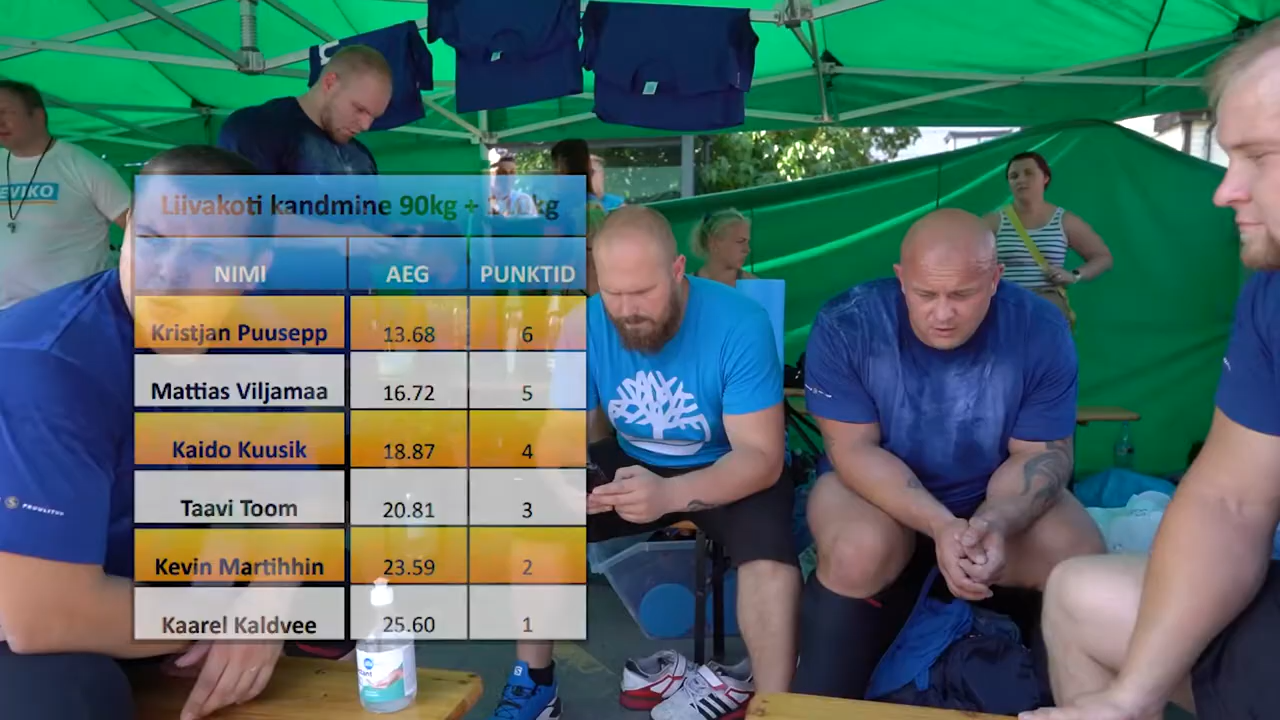 EVIKO
Liivakoti kandmine 90kg + 110kg
NIMI AEG PUNKTID
Kristjan Puusepp 13.68 6
Mattias Viljamaa 16.72 5
Kaido Kuusik 18.87 4
Taavi Toom 20.81 3
Kevin Martihhin 23.59 2
Kaarel Kaldvee 25.60 1